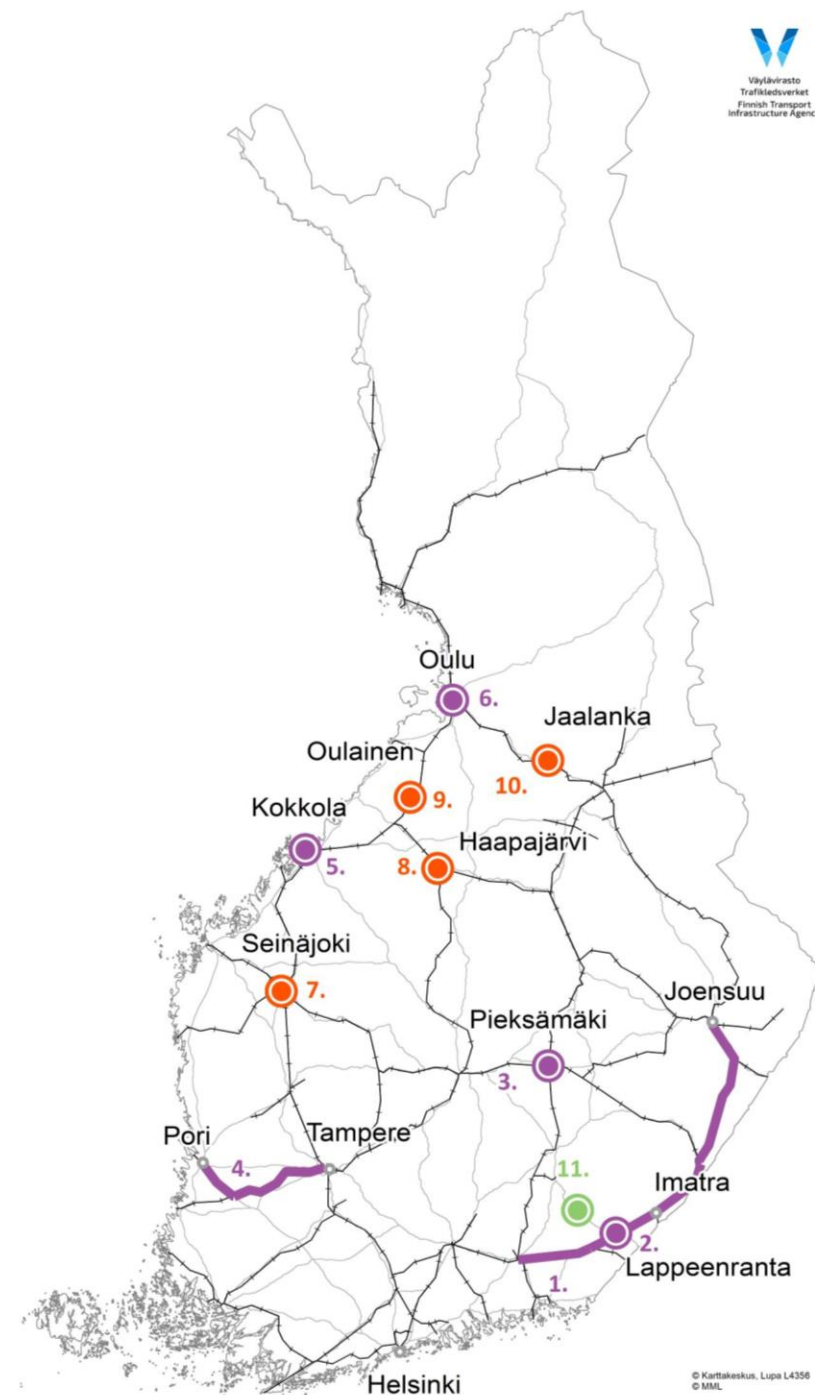 Väylävirasto
Trafikledsverket
Finnish Transport
Infrastructure Agenc
Oulu
6.
Jaalanka
Oulainen
10.
9.
Kokkola
Haapajärvi
5.
8.
Seinäjoki
7.
Joensuu
Pieksämäki
3.
Pori
Tampere
4.
11.
Imatra
2.
Lappeenranta
1.
Helsinki
© Karttakeskus, Lupa L4356
© MML